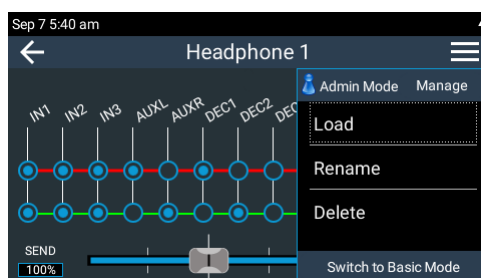 Sep 7 5:40 am
Headphone 1
Admin Mode Manage
IN1 IN2 IN3 AUXL AUXR DEC1 DEC2 DEC
Load
Rename
Delete
SEND
100%
Switch to Basic Mode